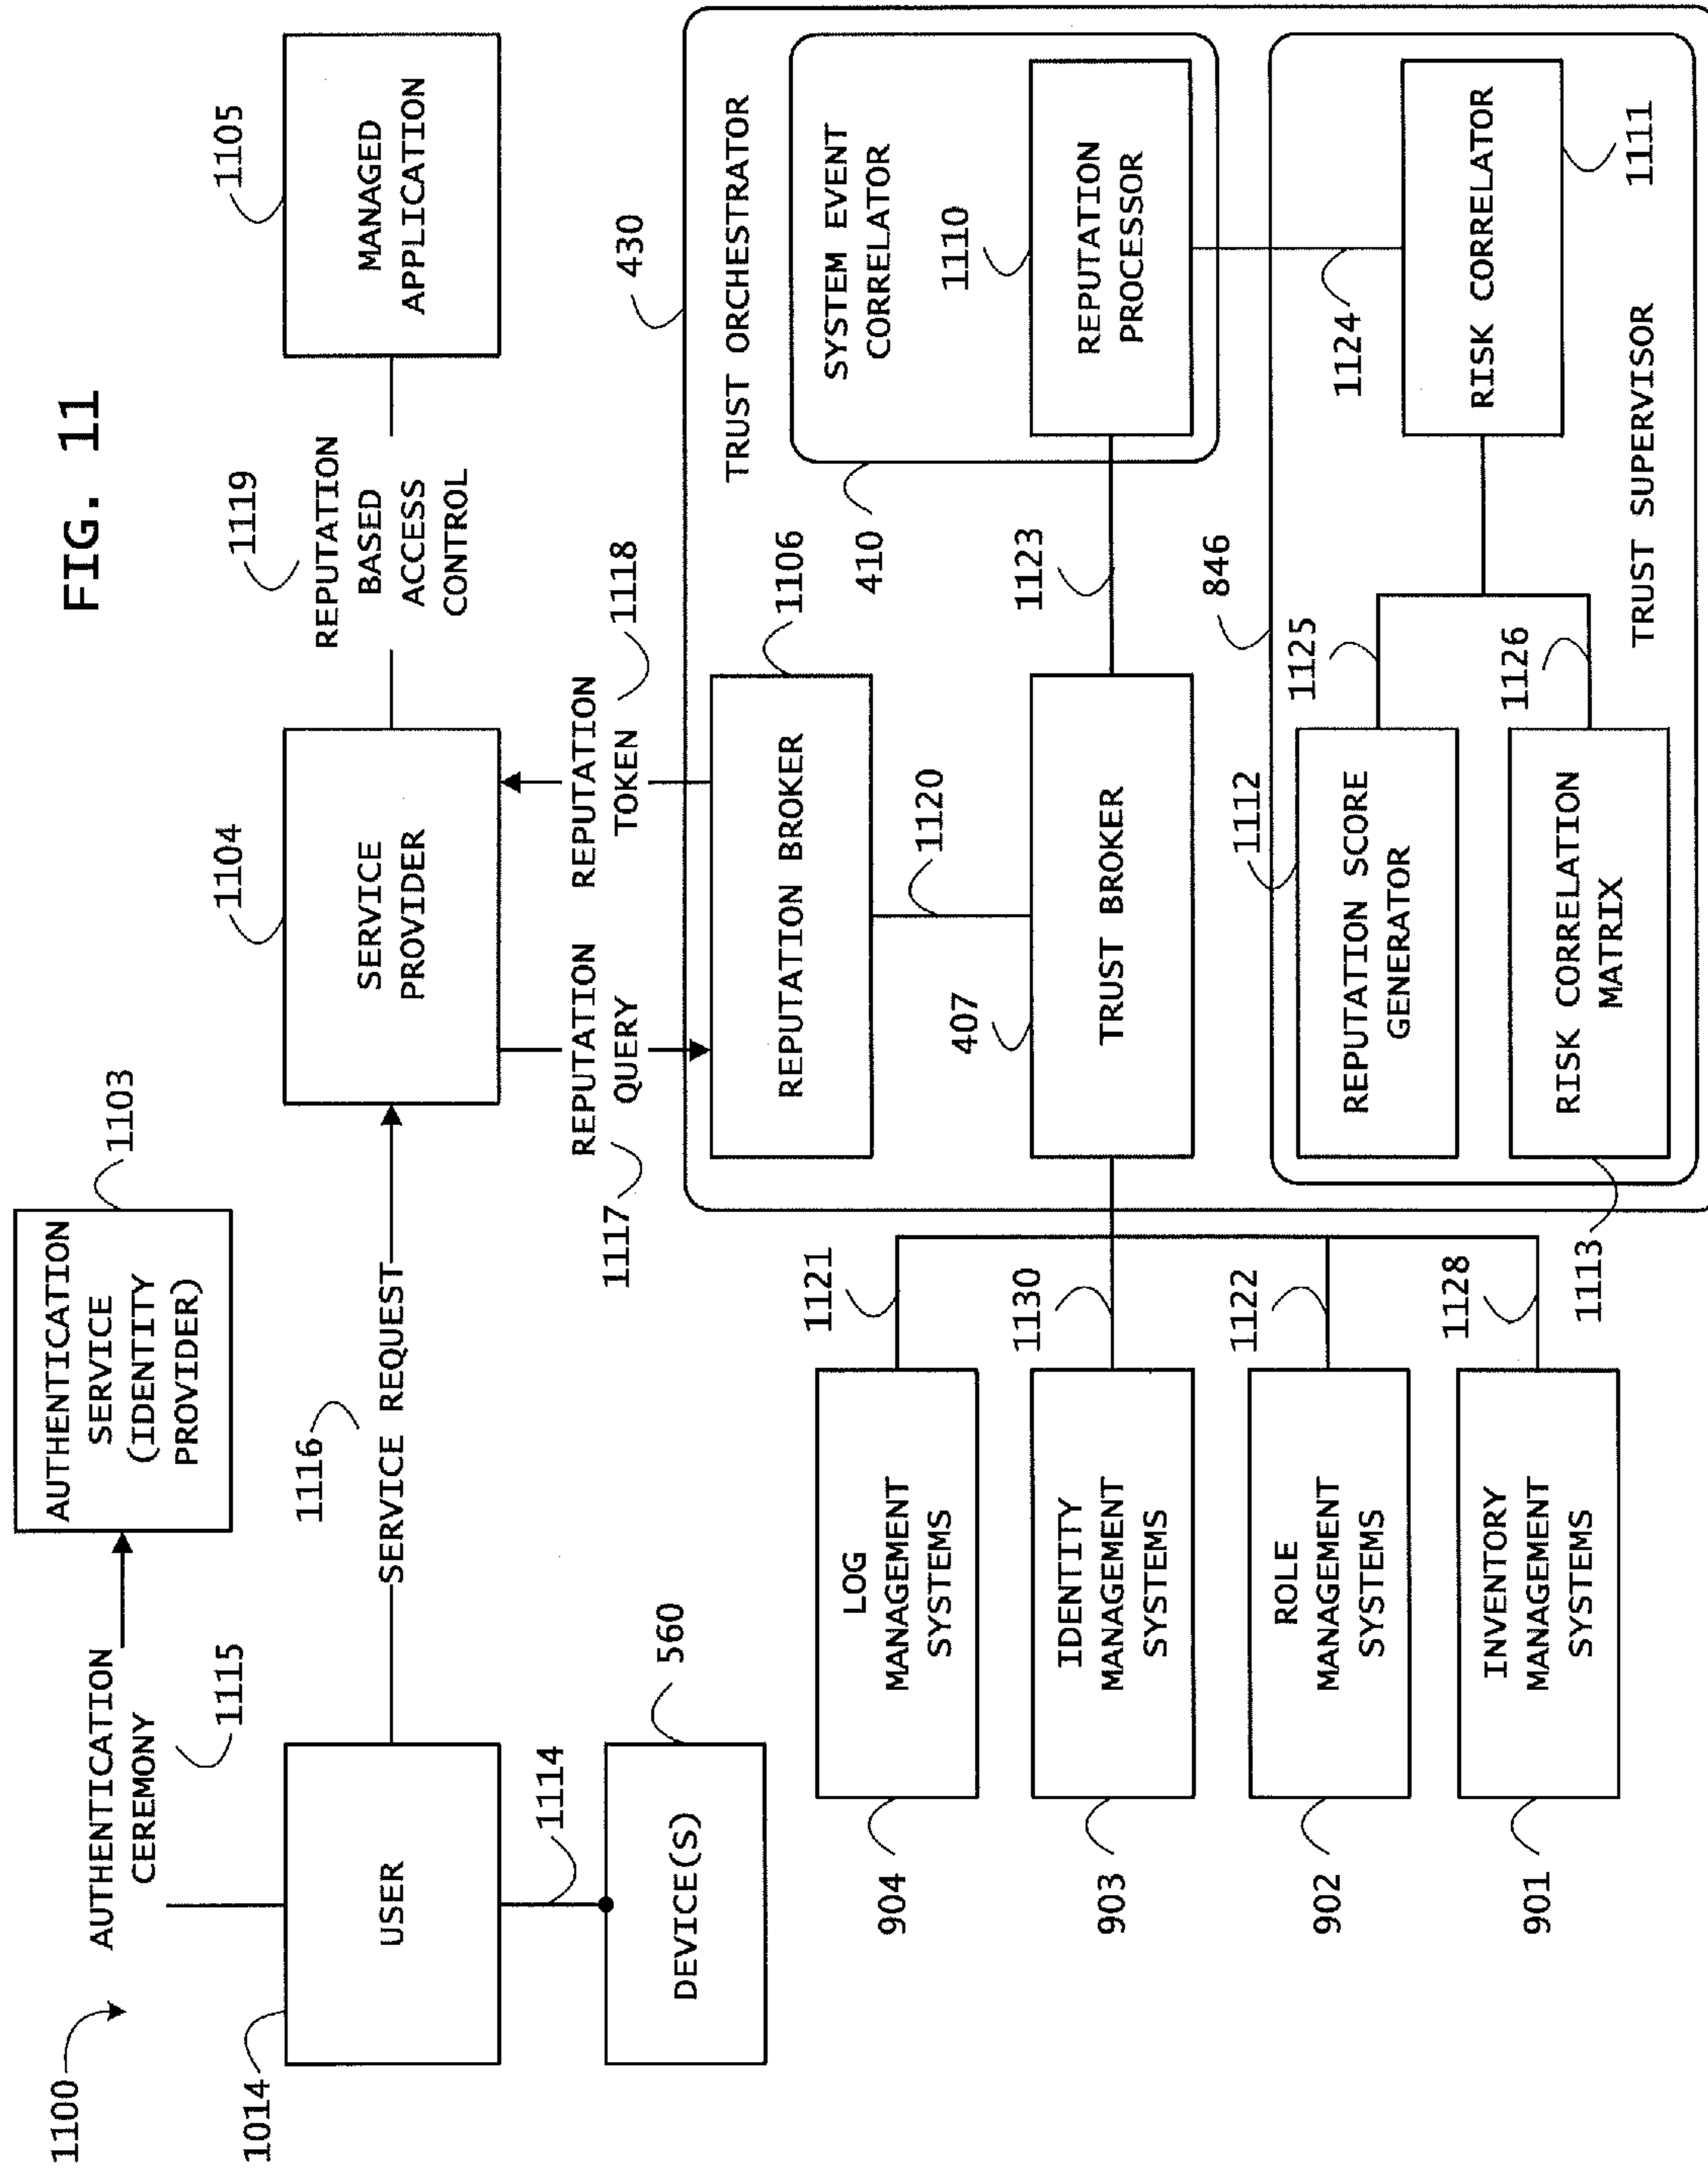 FIG. 11
1100
AUTHENTICATION
CEREMONY
1115
AUTHENTICATION
SERVICE
(IDENTITY
PROVIDER)
1103
1014
USER
1114
DEVICE(S)
560
1116
SERVICE REQUEST
1104
SERVICE
PROVIDER
1119
REPUTATION
BASED
ACCESS
CONTROL
1105
MANAGED
APPLICATION
1117
REPUTATION
QUERY
REPUTATION
TOKEN
1118
430
TRUST ORCHESTRATOR
REPUTATION BROKER
1106
1120
407
TRUST BROKER
1123
410
SYSTEM EVENT
CORRELATOR
1110
REPUTATION
PROCESSOR
1124
846
1112
REPUTATION SCORE
GENERATOR
1125
RISK CORRELATION
MATRIX
1126
1113
RISK CORRELATOR
1111
TRUST SUPERVISOR
904
LOG
MANAGEMENT
SYSTEMS
1121
903
IDENTITY
MANAGEMENT
SYSTEMS
1130
902
ROLE
MANAGEMENT
SYSTEMS
1122
901
INVENTORY
MANAGEMENT
SYSTEMS
1128